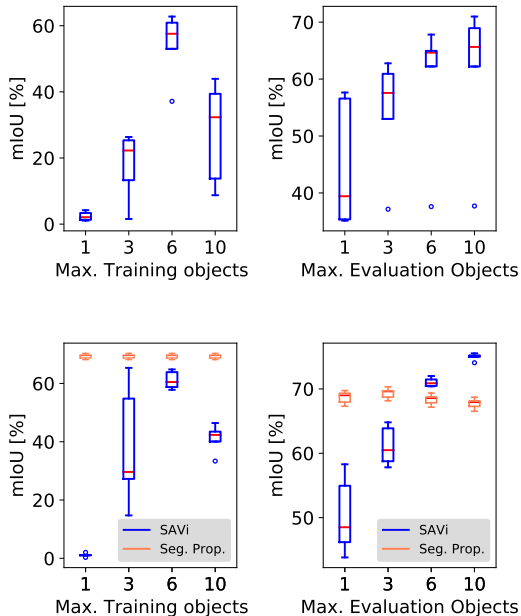 mIoU [%]
60
40
20
0
1 3 6 10
Max. Training objects
mIoU [%]
70
60
50
40
1 3 6 10
Max. Evaluation Objects
mIoU [%]
60
40
20
0
1 3 6 10
Max. Training objects
SAVi
Seg. Prop.
mIoU [%]
70
60
50
1 3 6 10
Max. Evaluation Objects
SAVi
Seg. Prop.